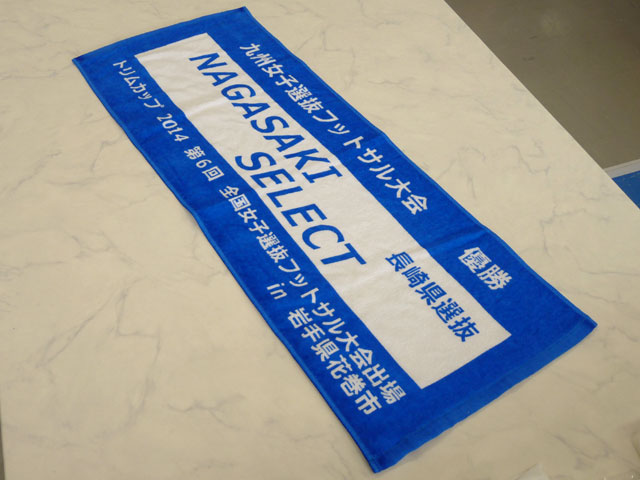 九州女子選抜フットサル大会 優勝
NAGASAKI
SELECT
長崎県選抜
トリムカップ 2014 第6回 全国女子選抜フットサル大会出場
in 岩手県花巻市